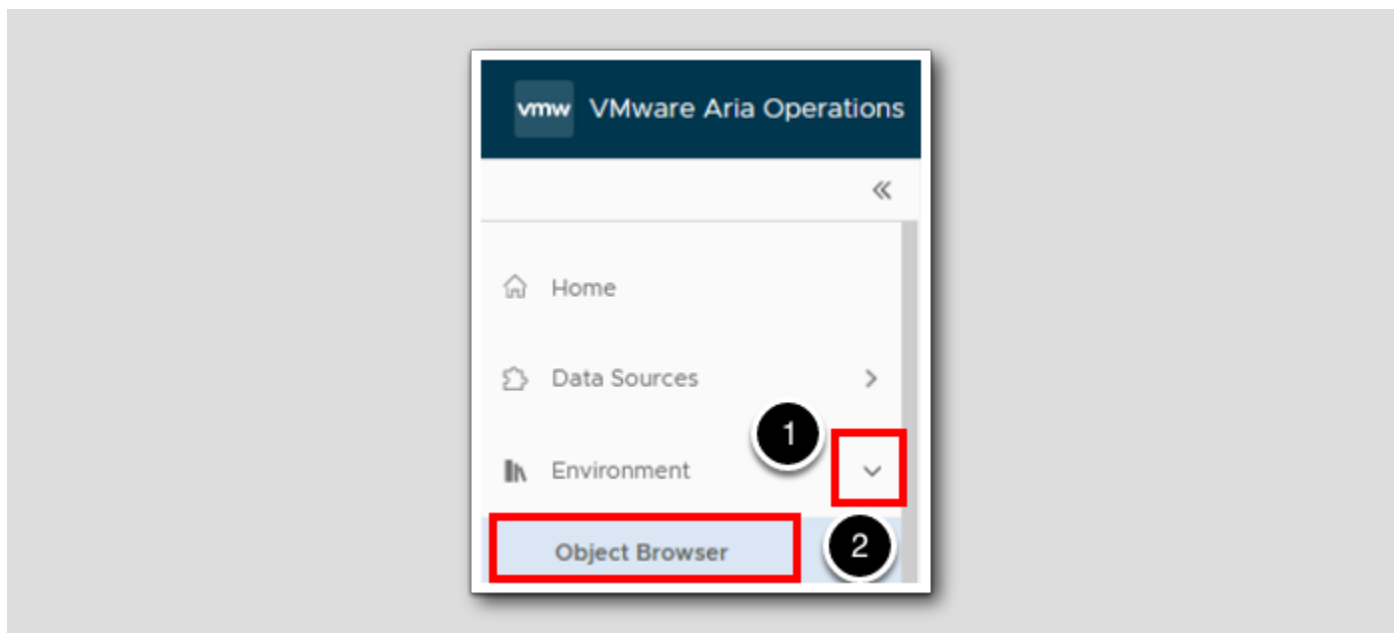 vmw VMware Aria Operations
Home
Data Sources
1
Environment
Object Browser
2